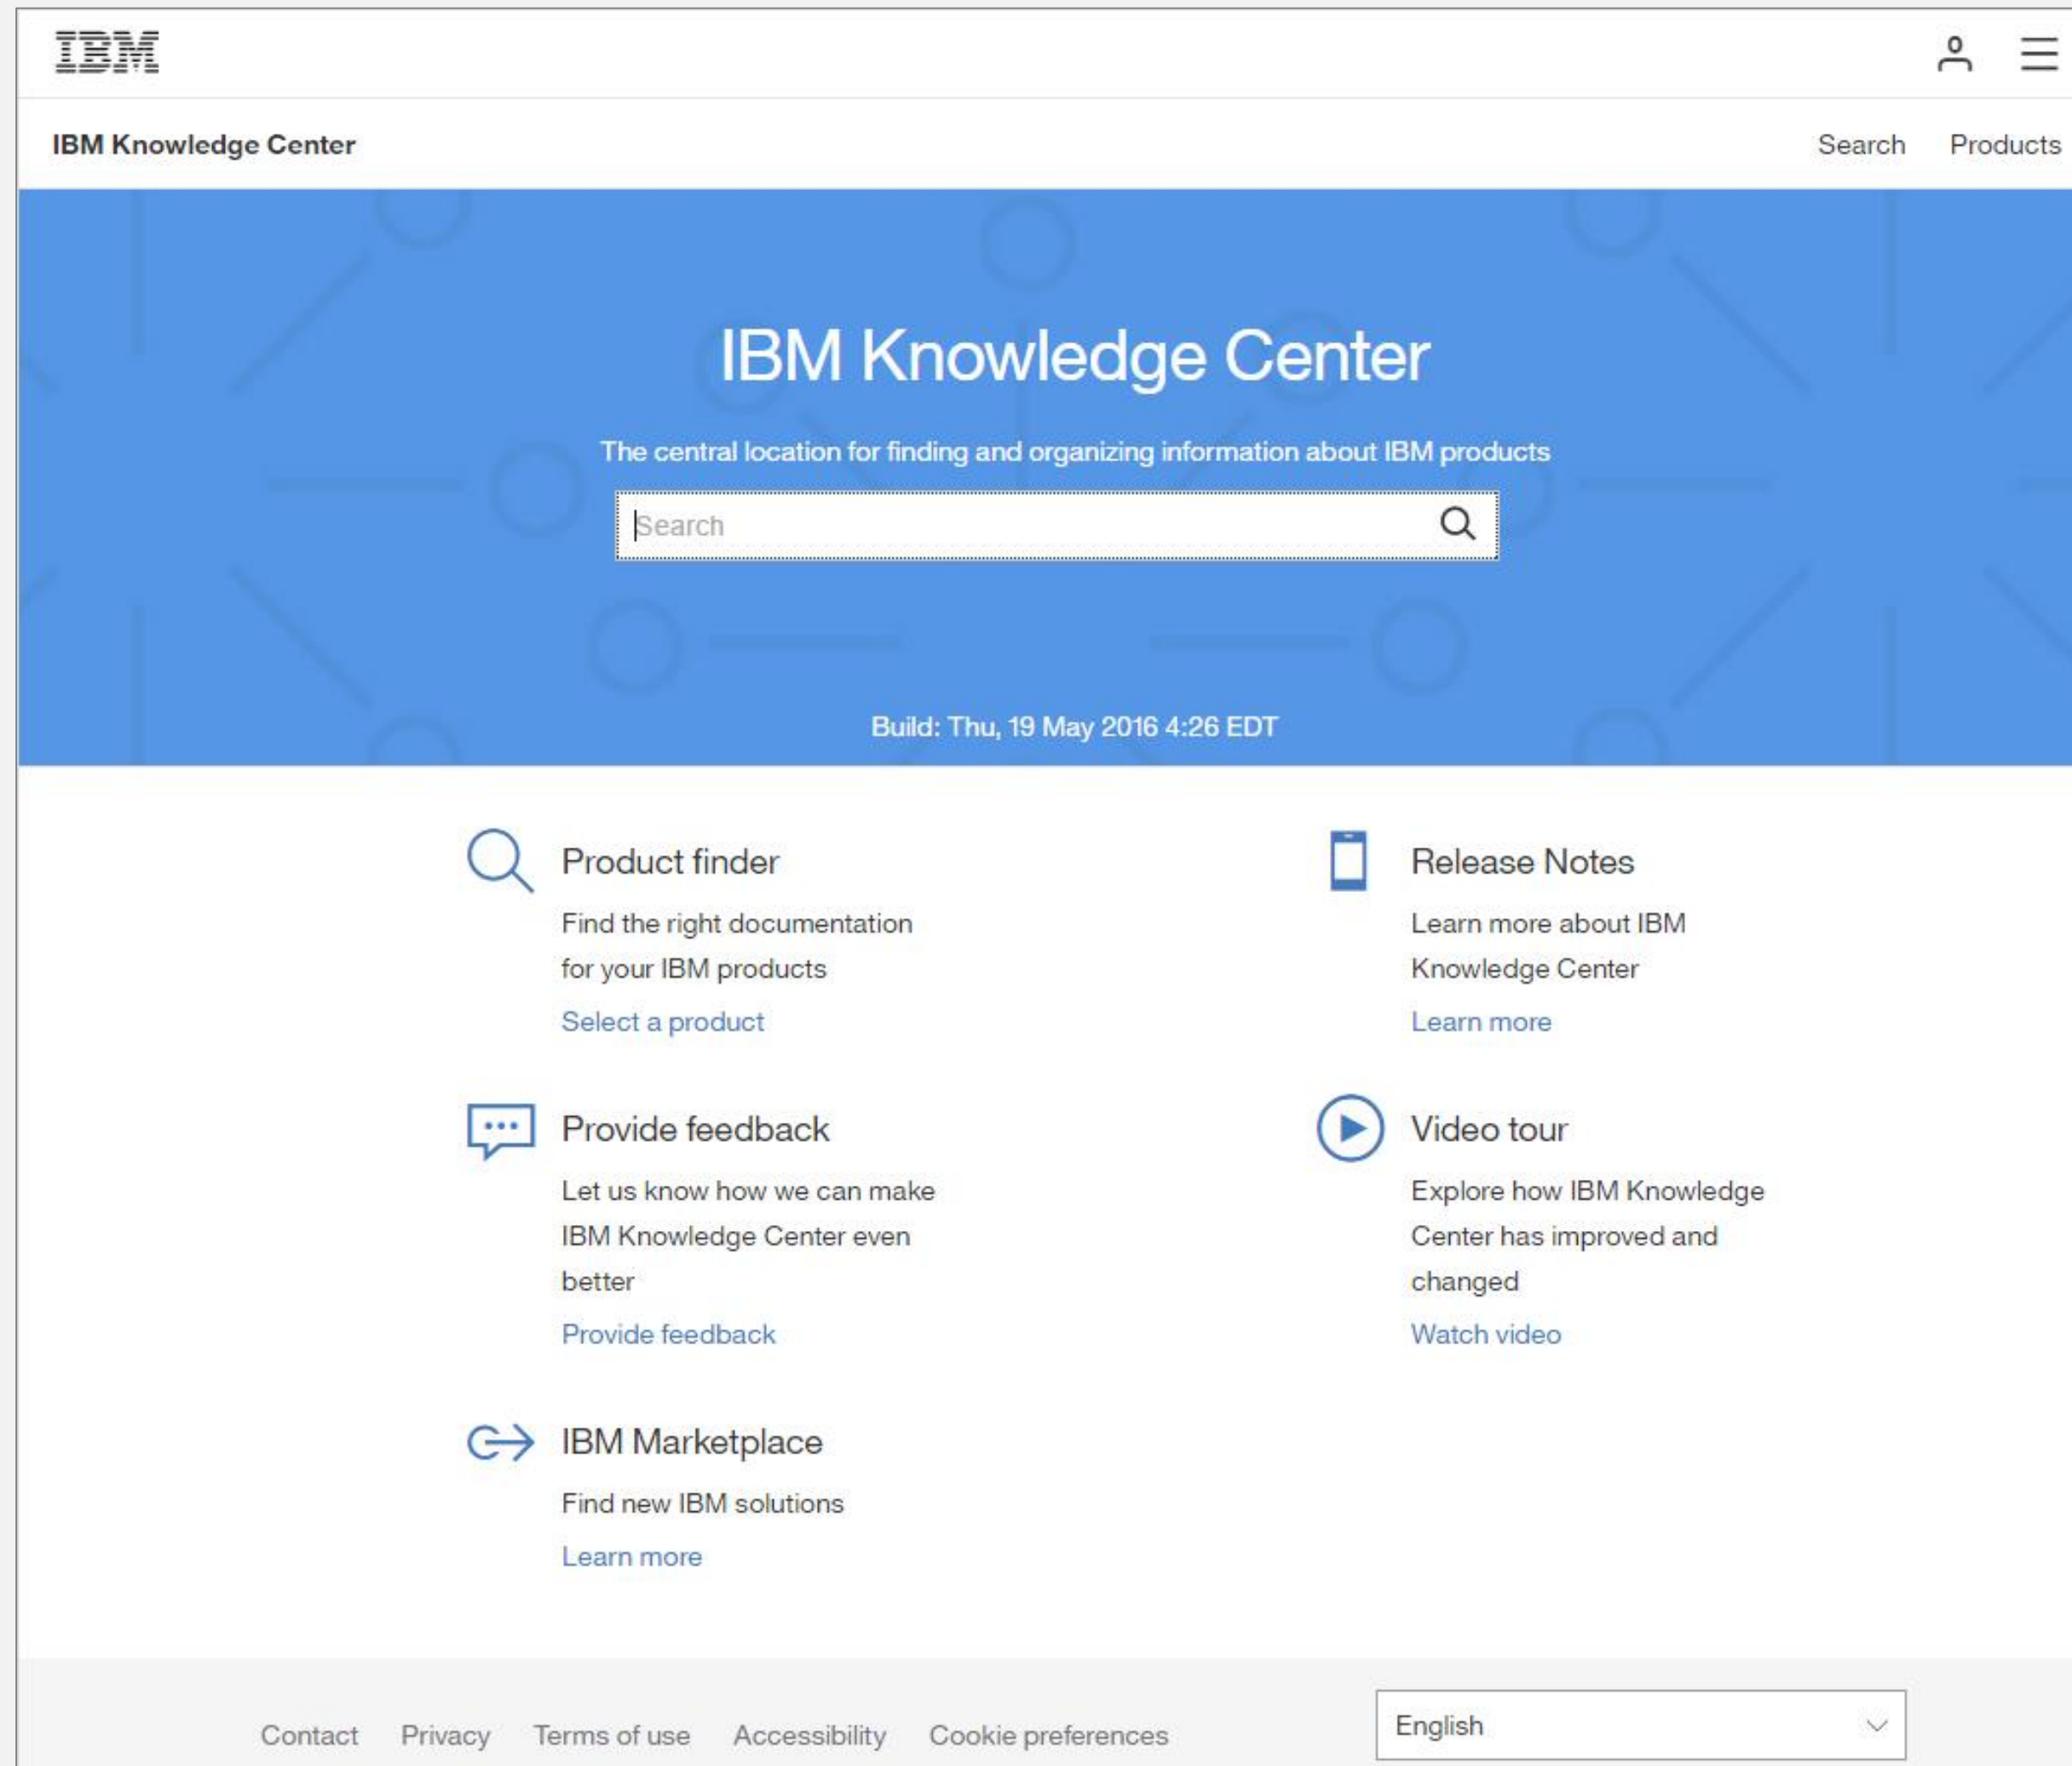 IBM
IBM Knowledge Center
Search Products
IBM Knowledge Center
The central location for finding and organizing information about IBM products
Search
Build: Thu, 19 May 2016 4:26 EDT
Product finder
Find the right documentation
for your IBM products
Select a product
Release Notes
Learn more about IBM
Knowledge Center
Learn more
Provide feedback
Let us know how we can make
IBM Knowledge Center even
better
Provide feedback
Video tour
Explore how IBM Knowledge
Center has improved and
changed
Watch video
IBM Marketplace
Find new IBM solutions
Learn more
Contact Privacy Terms of use Accessibility Cookie preferences
English